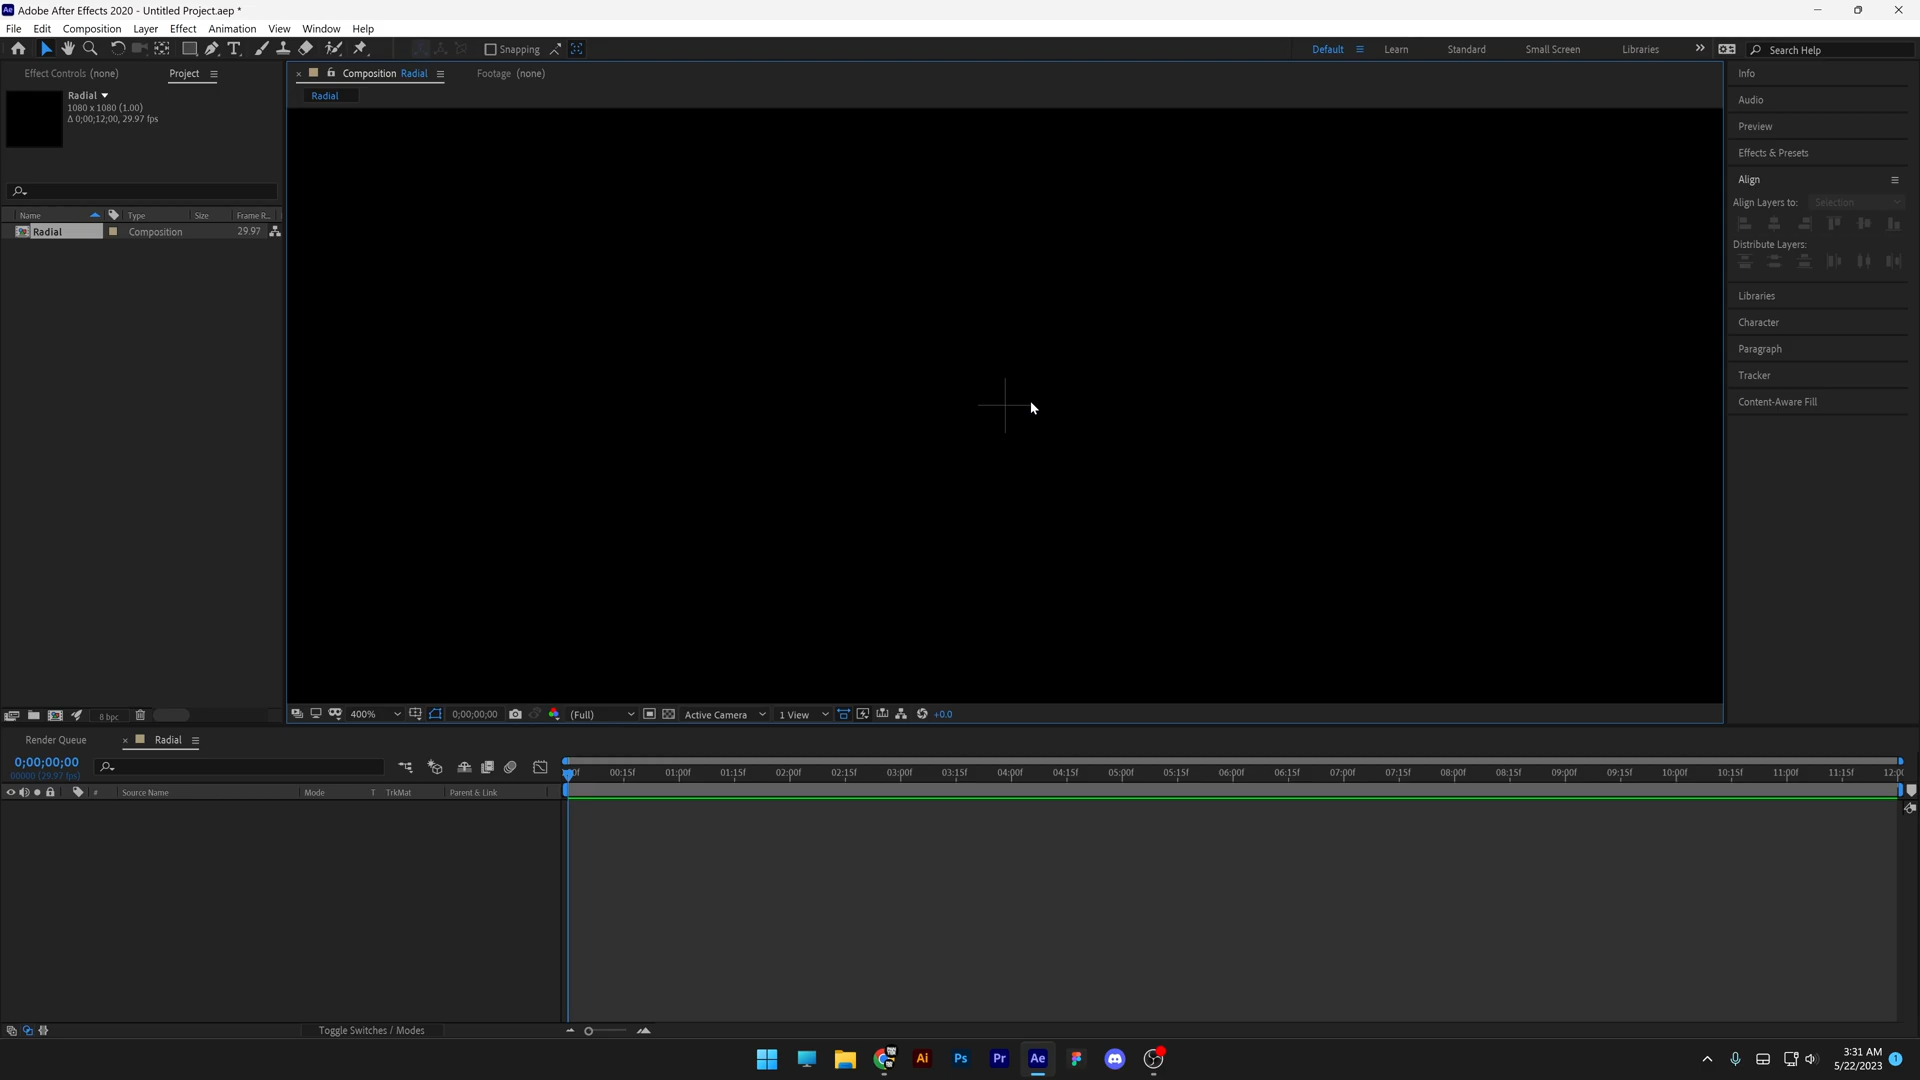 Adobe After Effects 2020 - Untitled Project.aep *
File Edit Composition Layer Effect Animation View Window Help
Snapping
Default Learn Standard Small Screen Libraries Search Help
Effect Controls (none) Project
Composition Radial Footage (none)
Radial
Radial
1080 x 1080 (1.00)
Δ 0;00;12;00, 29.97 fps
Name Type Size Frame R...
Radial Composition 29.97
Info
Audio
Preview
Effects & Presets
Align
Align Layers to: Selection
Distribute Layers:
Libraries
Character
Paragraph
Tracker
Content-Aware Fill
8 bpc
400% 0;00;00;00 (Full) Active Camera 1 View +0.0
Render Queue Radial
0;00;00;00
00000 (29.97 fps)
:00f 00:15f 01:00f 01:15f 02:00f 02:15f 03:00f 03:15f 04:00f 04:15f 05:00f 05:15f 06:00f 06:15f 07:00f 07:15f 08:00f 08:15f 09:00f 09:15f 10:00f 10:15f 11:00f 11:15f 12:00
# Source Name Mode T TrkMat Parent & Link
Toggle Switches / Modes
Ai Ps Pr Ae
3:31 AM
5/22/2023
1